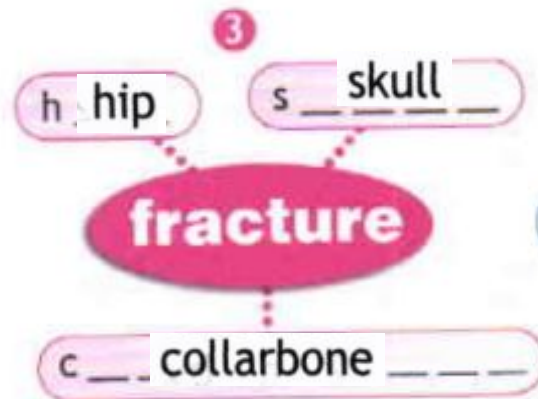 3
h _ hip _
s _ skull _ _ _ _
fracture
c _ _ collarbone _ _ _